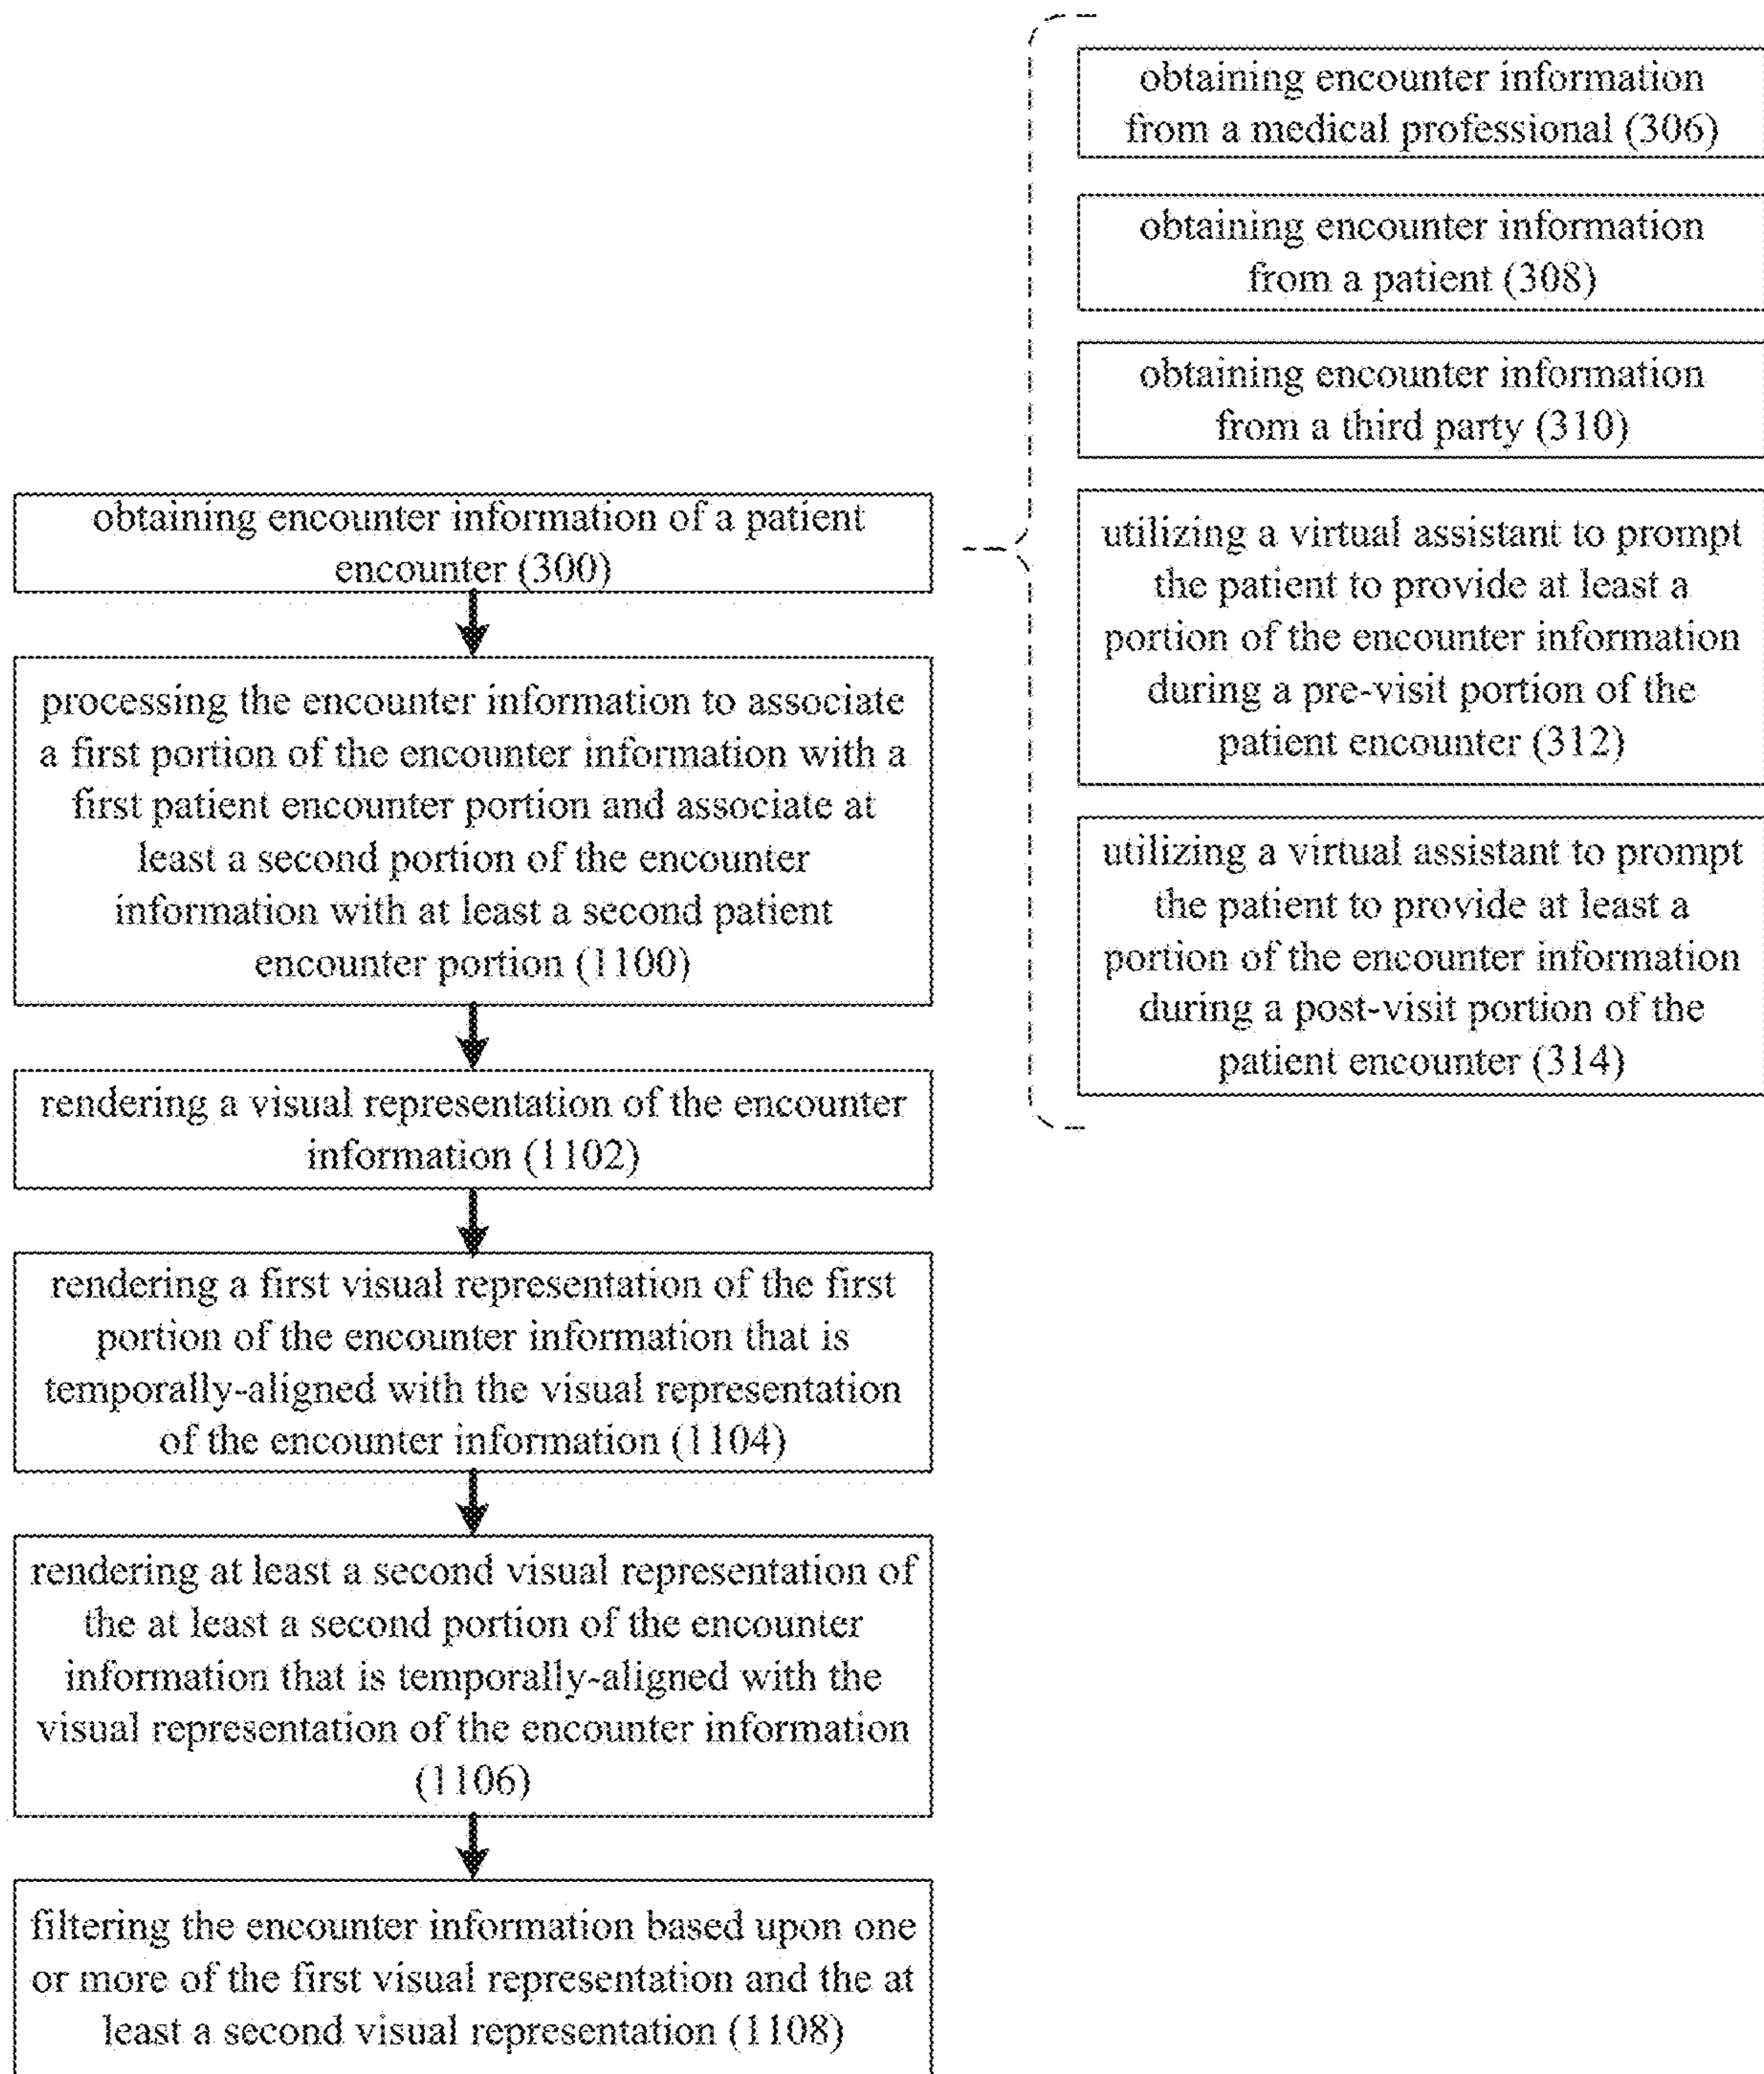 obtaining encounter information of a patient
encounter (300)
processing the encounter information to associate
a first portion of the encounter information with a
first patient encounter portion and associate at
least a second portion of the encounter
information with at least a second patient
encounter portion (1100)
rendering a visual representation of the encounter
information (1102)
rendering a first visual representation of the first
portion of the encounter information that is
temporally-aligned with the visual representation
of the encounter information (1104)
rendering at least a second visual representation of
the at least a second portion of the encounter
information that is temporally-aligned with the
visual representation of the encounter information
(1106)
filtering the encounter information based upon one
or more of the first visual representation and the at
least a second visual representation (1108)
obtaining encounter information
from a medical professional (306)
obtaining encounter information
from a patient (308)
obtaining encounter information
from a third party (310)
utilizing a virtual assistant to prompt
the patient to provide at least a
portion of the encounter information
during a pre-visit portion of the
patient encounter (312)
utilizing a virtual assistant to prompt
the patient to provide at least a
portion of the encounter information
during a post-visit portion of the
patient encounter (314)